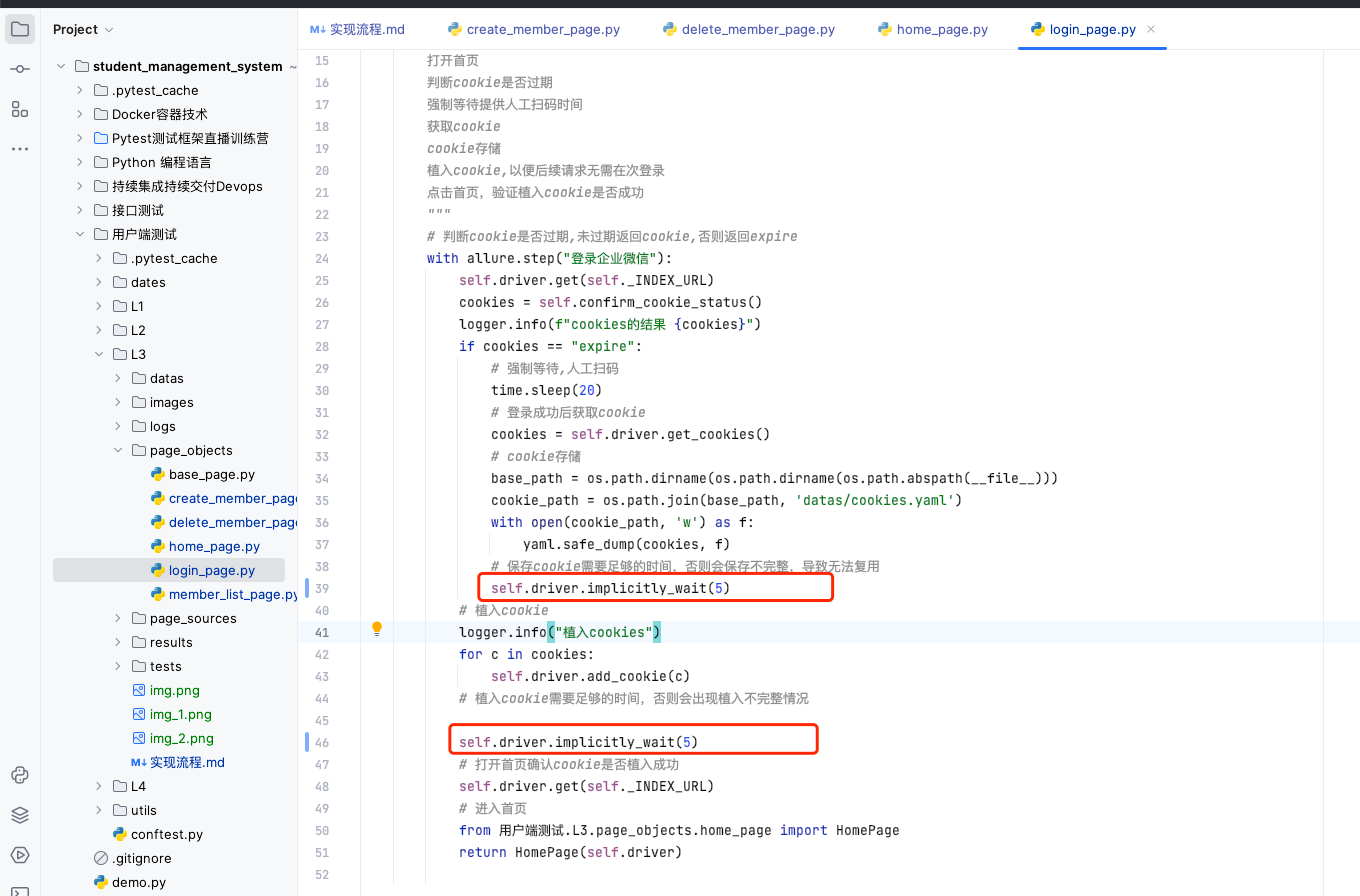 Project
student_management_system ~
.pytest_cache
Docker容器技术
Pytest测试框架直播训练营
Python 编程语言
持续集成持续交付Devops
接口测试
用户端测试
.pytest_cache
dates
L1
L2
L3
datas
images
logs
page_objects
base_page.py
create_member_page
delete_member_page
home_page.py
login_page.py
member_list_page.py
page_sources
results
tests
img.png
img_1.png
img_2.png
M↓ 实现流程.md
L4
utils
conftest.py
.gitignore
demo.py
M↓ 实现流程.md create_member_page.py delete_member_page.py home_page.py login_page.py
15 打开首页
16 判断cookie是否过期
17 强制等待提供人工扫码时间
18 获取cookie
19 cookie存储
20 植入cookie,以便后续请求无需在次登录
21 点击首页，验证植入cookie是否成功
22 """
23 # 判断cookie是否过期,未过期返回cookie,否则返回expire
24 with allure.step("登录企业微信"):
25 self.driver.get(self._INDEX_URL)
26 cookies = self.confirm_cookie_status()
27 logger.info(f"cookies的结果 {cookies}")
28 if cookies == "expire":
29 # 强制等待,人工扫码
30 time.sleep(20)
31 # 登录成功后获取cookie
32 cookies = self.driver.get_cookies()
33 # cookie存储
34 base_path = os.path.dirname(os.path.dirname(os.path.abspath(__file__)))
35 cookie_path = os.path.join(base_path, 'datas/cookies.yaml')
36 with open(cookie_path, 'w') as f:
37 yaml.safe_dump(cookies, f)
38 # 保存cookie需要足够的时间，否则会保存不完整，导致无法复用
39 self.driver.implicitly_wait(5)
40 # 植入cookie
41 logger.info("植入cookies")
42 for c in cookies:
43 self.driver.add_cookie(c)
44 # 植入cookie需要足够的时间，否则会出现植入不完整情况
45
46 self.driver.implicitly_wait(5)
47 # 打开首页确认cookie是否植入成功
48 self.driver.get(self._INDEX_URL)
49 # 进入首页
50 from 用户端测试.L3.page_objects.home_page import HomePage
51 return HomePage(self.driver)
52